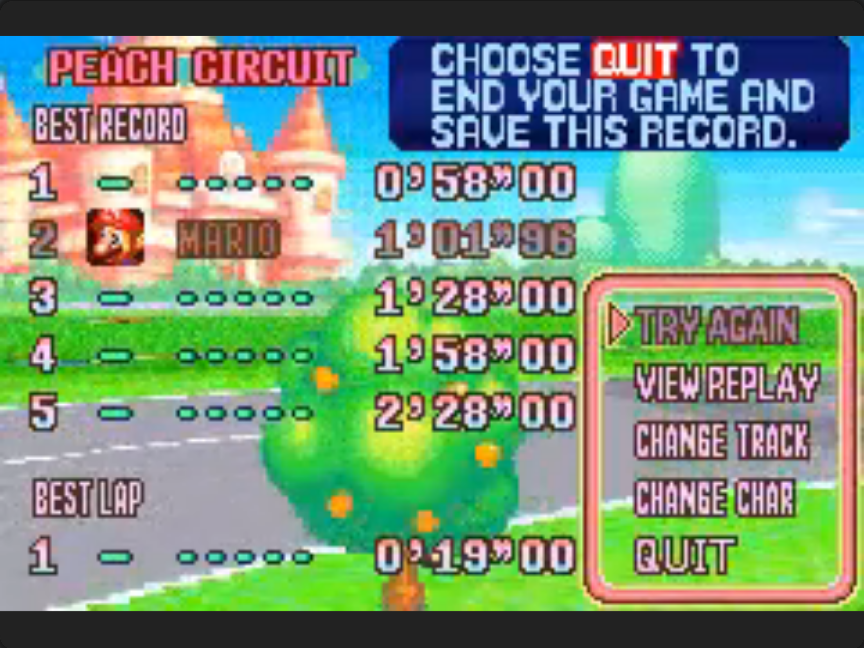 PEACH CIRCUIT
CHOOSE QUIT TO
END YOUR GAME AND
SAVE THIS RECORD.
BEST RECORD
1 - ----- 0'58"00
2 MARIO 1'01"96
3 - ----- 1'28"00
4 - ----- 1'58"00
5 - ----- 2'28"00
TRY AGAIN
VIEW REPLAY
CHANGE TRACK
CHANGE CHAR
QUIT
BEST LAP
1 - ----- 0'19"00